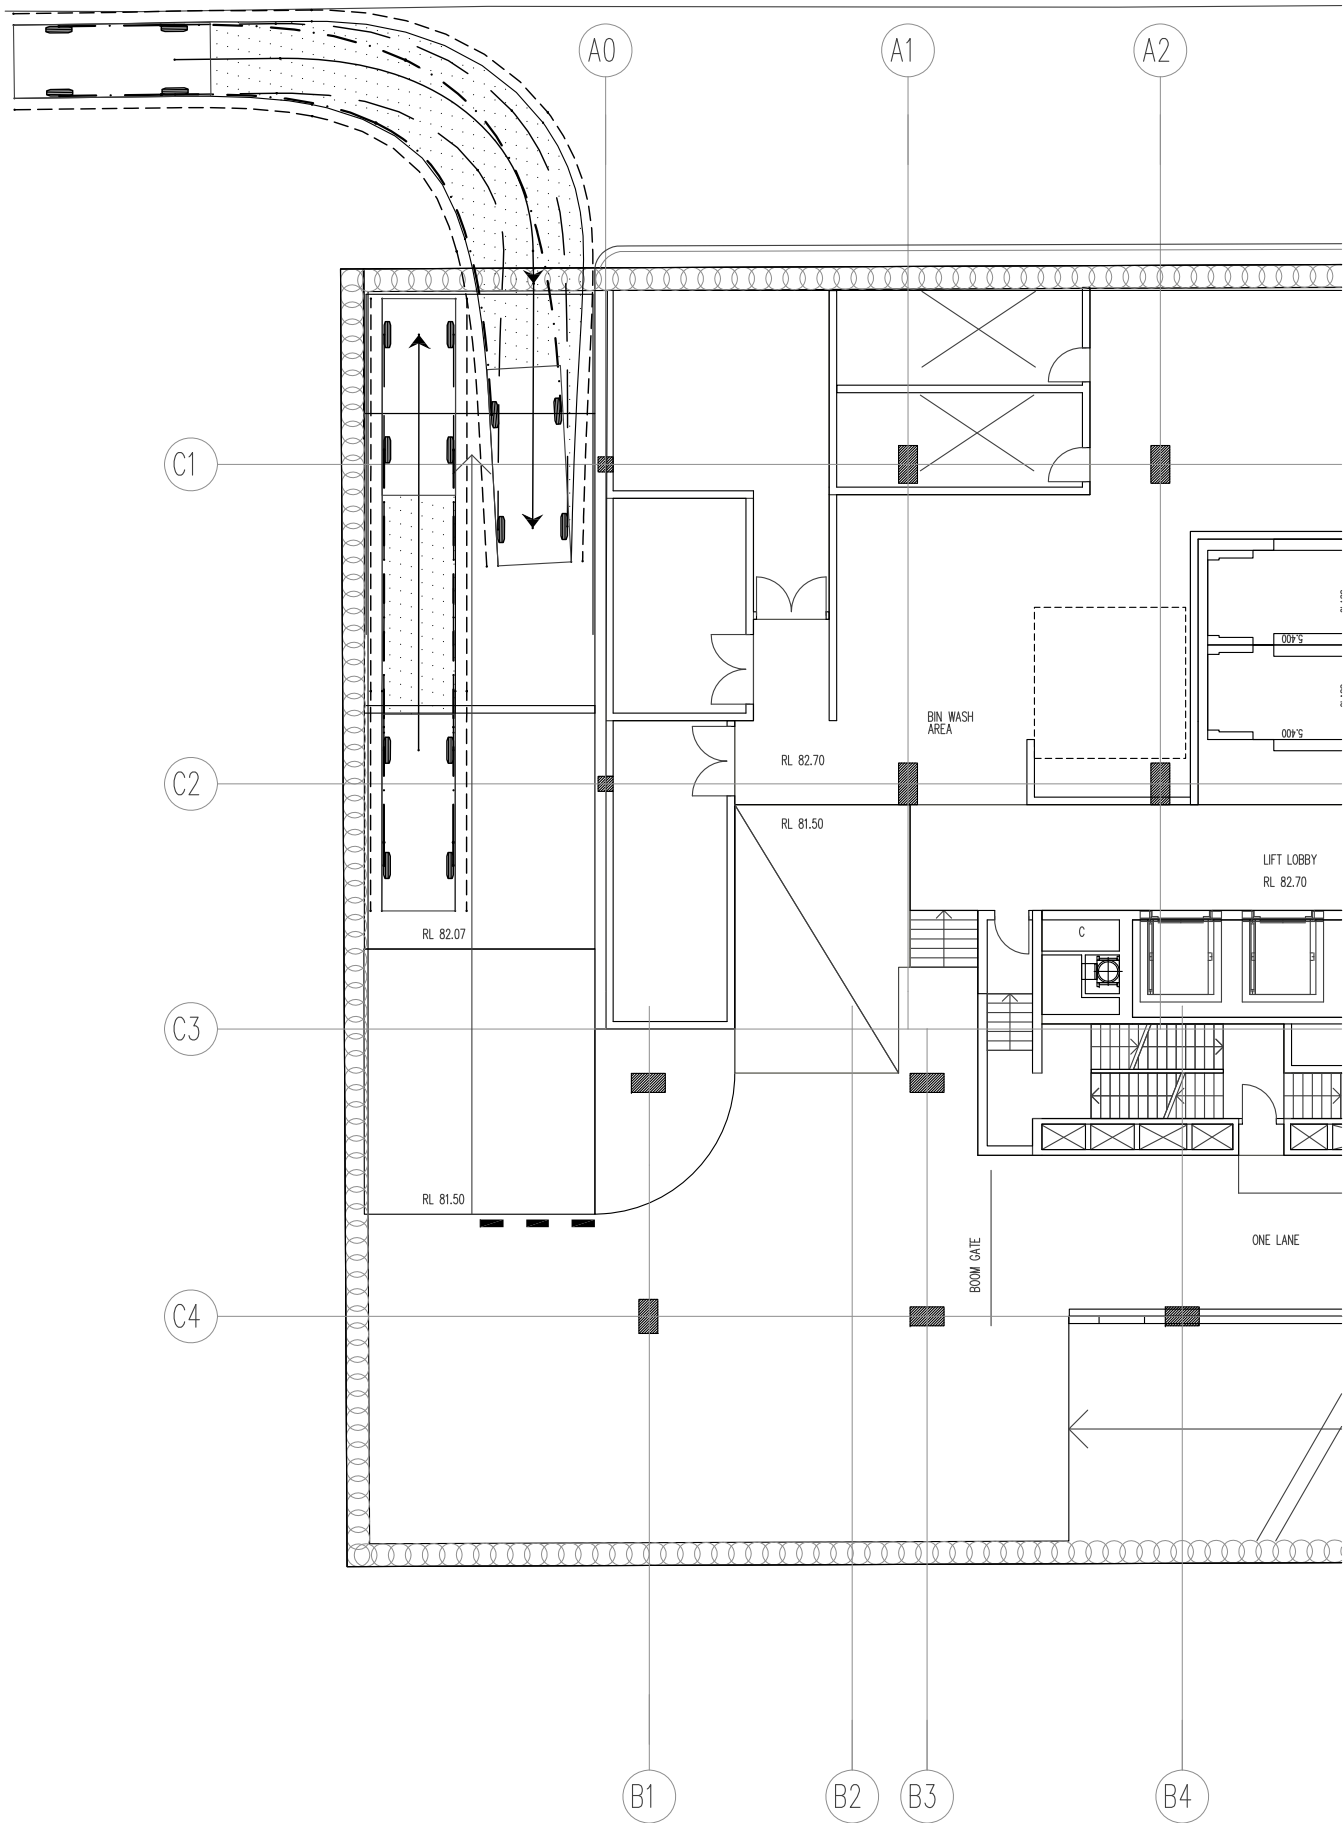 A0
A1
A2
C1
5.400
BIN WASH
AREA
5.400
RL 82.70
C2
RL 81.50
LIFT LOBBY
RL 82.70
RL 82.07
C
C3
RL 81.50
BOOM GATE
ONE LANE
C4
B1
B2
B3
B4